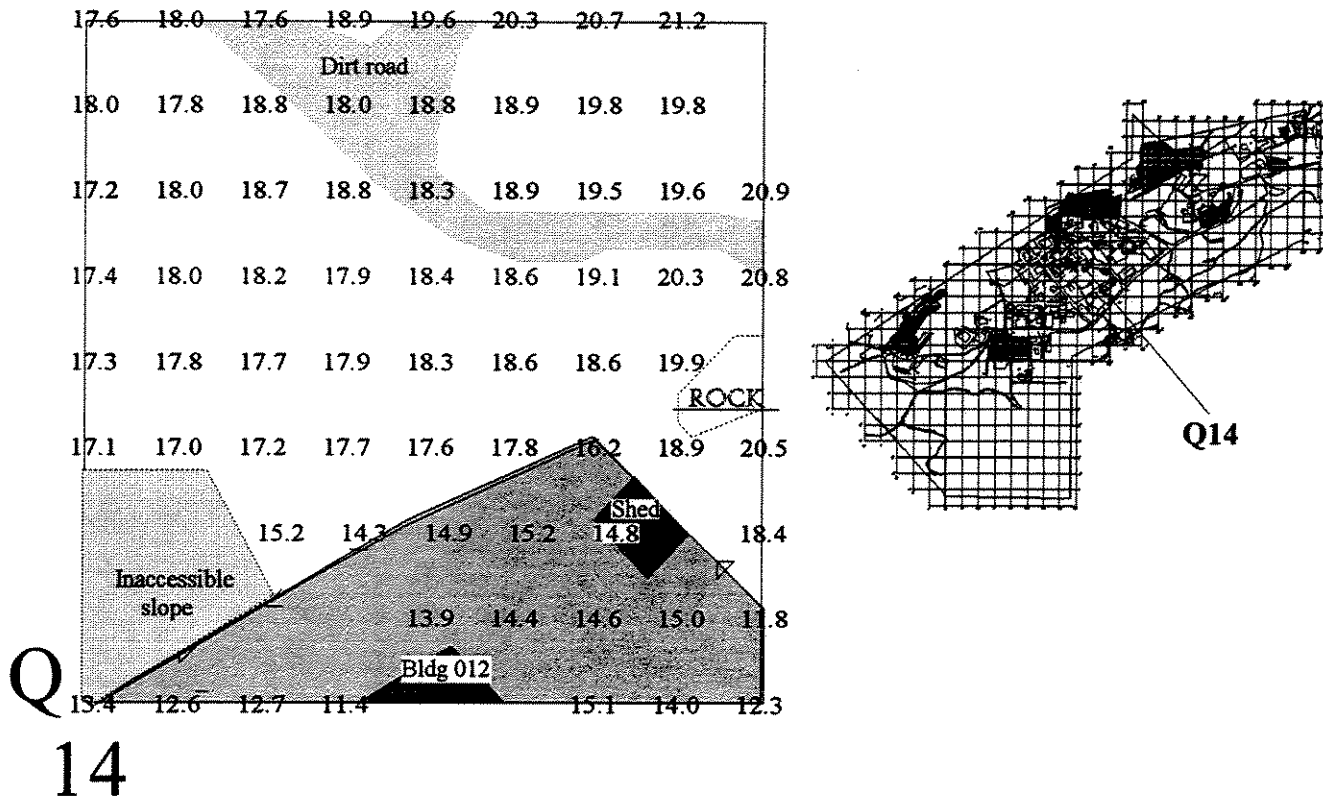 17.6 18.0 17.6 18.9 19.6 20.3 20.7 21.2
Dirt road
18.0 17.8 18.8 18.0 18.8 18.9 19.8 19.8
17.2 18.0 18.7 18.8 18.3 18.9 19.5 19.6 20.9
17.4 18.0 18.2 17.9 18.4 18.6 19.1 20.3 20.8
17.3 17.8 17.7 17.9 18.3 18.6 18.6 19.9
ROCK
17.1 17.0 17.2 17.7 17.6 17.8 16.2 18.9 20.5
Shed
15.2 14.3 14.9 15.2 14.8 18.4
Inaccessible
slope
13.9 14.4 14.6 15.0 11.8
Bldg 012
Q
13.4 12.6 12.7 11.4 15.1 14.0 12.3
14
Q14